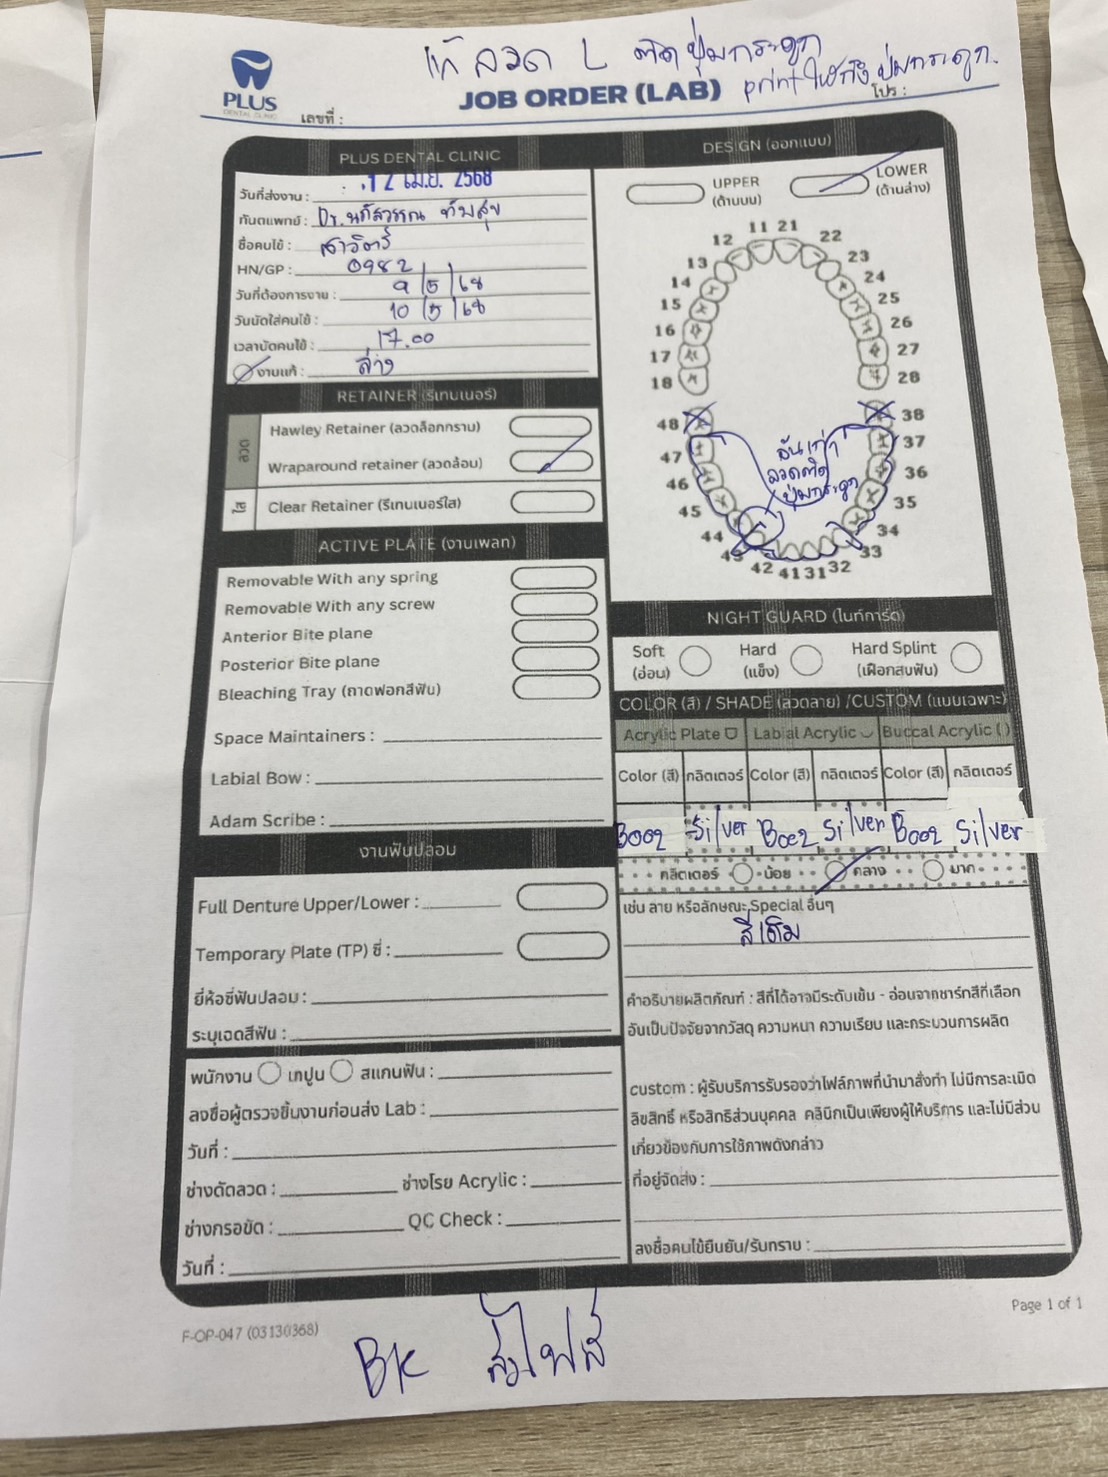 แก้ ลวด L ติดปุ่มกระดูก
print ให้ถึงปุ่มกระดูก.
PLUS
DENTAL CLINIC
JOB ORDER (LAB)
เลขที่ :
โปร :
PLUS DENTAL CLINIC
วันที่ส่งงาน : 12 เม.ย. 2568
ทันตแพทย์ : Dr. นภัสวรรณ
ชื่อคนไข้ : สาวิตรี
HN/GP : 0982
วันที่ต้องการงาน : 9/5/68
วันนัดใส่คนไข้ : 10/5/68
เวลานัดคนไข้ : 17.00
งานแก้ : ล่าง
DESIGN (ออกแบบ)
UPPER (ด้านบน)
LOWER (ด้านล่าง)
11 21
12 22
13 23
14 24
15 25
16 26
17 27
18 28
48 38
47 37
46 36
45 35
44 34
43 33
42 41 31 32
อันเก่า
ลวดติด
ปุ่มกระดูก
RETAINER (รีเทนเนอร์)
ลวด
Hawley Retainer (ลวดล็อกกราม)
Wraparound retainer (ลวดล้อม)
ใส
Clear Retainer (รีเทนเนอร์ใส)
ACTIVE PLATE (งานเพลท)
Removable With any spring
Removable With any screw
Anterior Bite plane
Posterior Bite plane
Bleaching Tray (ถาดฟอกสีฟัน)
Space Maintainers :
Labial Bow :
Adam Scribe :
NIGHT GUARD (ไนท์การ์ด)
Soft (อ่อน)
Hard (แข็ง)
Hard Splint (เฝือกสบฟัน)
COLOR (สี) / SHADE (ลวดลาย) /CUSTOM (แบบเฉพาะ)
Acrylic Plate Labial Acrylic Buccal Acrylic ( )
Color (สี) กลิตเตอร์ Color (สี) กลิตเตอร์ Color (สี) กลิตเตอร์
B002 Silver B002 Silver B002 Silver
กลิตเตอร์ น้อย กลาง มาก
เช่น ลาย หรือลักษณะ Special อื่นๆ
สีเดิม
งานฟันปลอม
Full Denture Upper/Lower :
Temporary Plate (TP) ซี่ :
ยี่ห้อซี่ฟันปลอม :
ระบุเฉดสีฟัน :
คำอธิบายผลิตภัณฑ์ : สีที่ได้อาจมีระดับเข้ม - อ่อนจากชาร์ทสีที่เลือก
อันเป็นปัจจัยจากวัสดุ ความหนา ความเรียบ และกระบวนการผลิต
custom : ผู้รับบริการรับรองว่าไฟล์ภาพที่นำมาสั่งทำ ไม่มีการละเมิด
ลิขสิทธิ์ หรือสิทธิส่วนบุคคล คลินิกเป็นเพียงผู้ให้บริการ และไม่มีส่วน
เกี่ยวข้องกับการใช้ภาพดังกล่าว
ที่อยู่จัดส่ง :
ลงชื่อคนไข้ยืนยัน/รับทราบ :
พนักงาน เทปูน สแกนฟัน :
ลงชื่อผู้ตรวจชิ้นงานก่อนส่ง Lab :
วันที่ :
ช่างดัดลวด : ช่างโรย Acrylic :
ช่างกรอขัด : QC Check :
วันที่ :
F-OP-047 (03130368)
Page 1 of 1
BK ส่งไฟล์